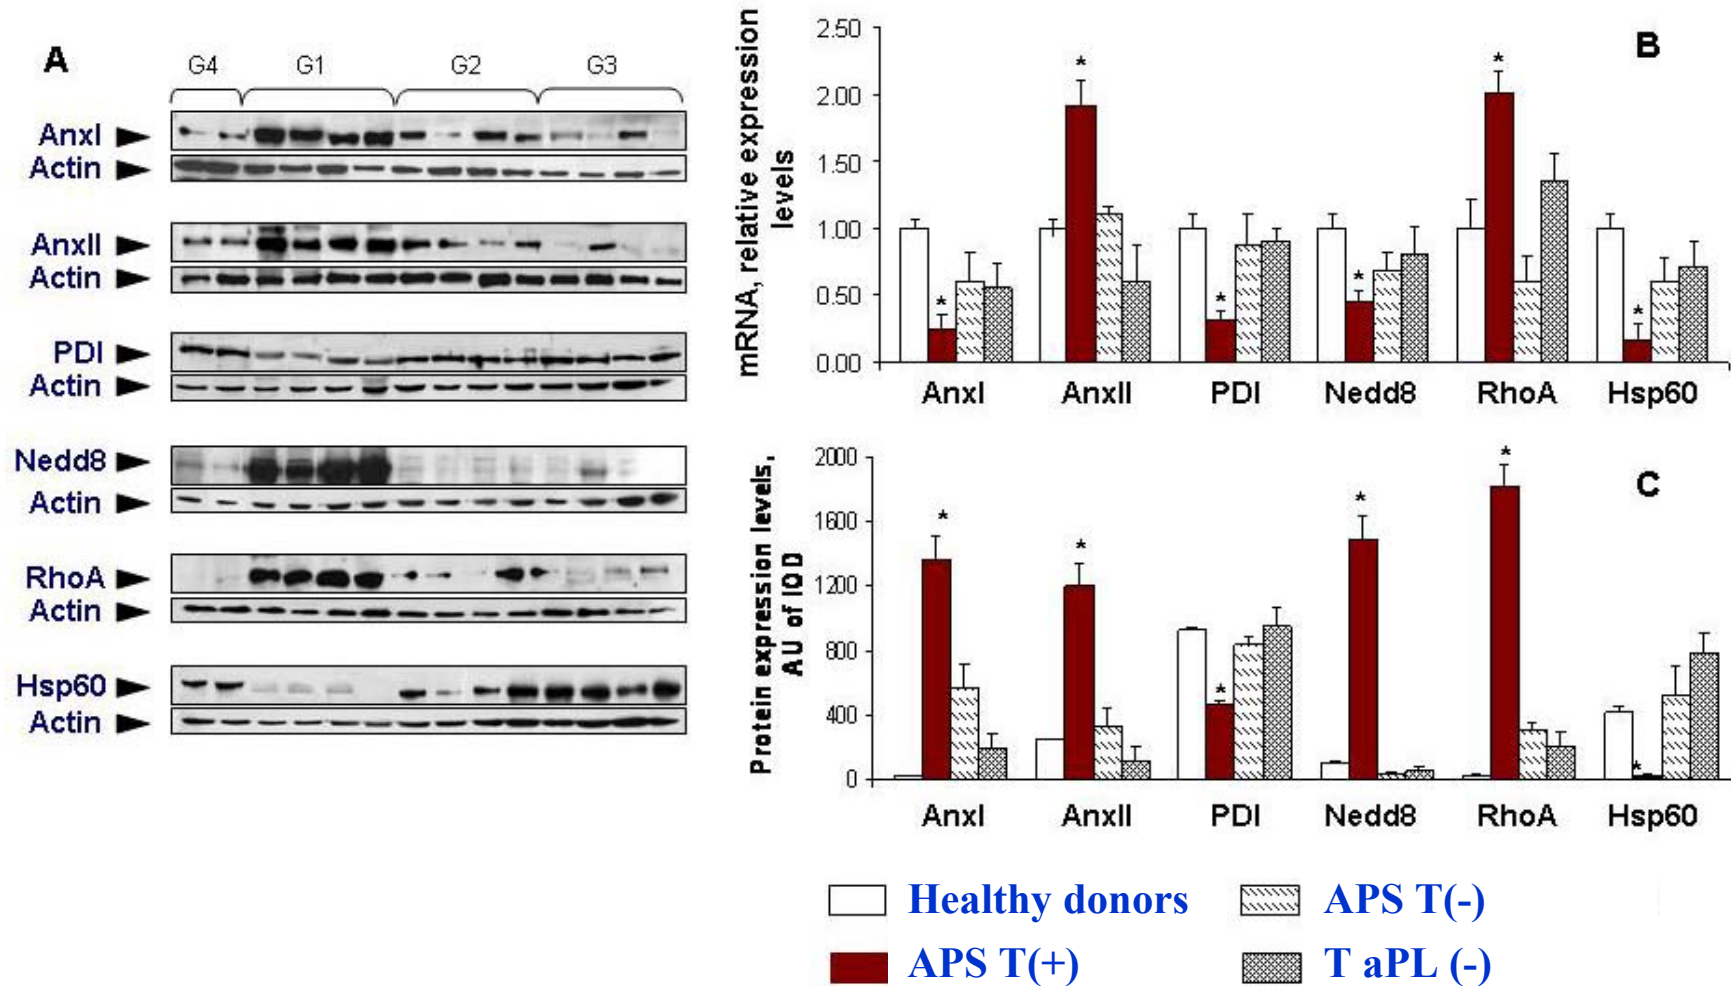 A
G4 G1 G2 G3
AnxI
Actin
AnxII
Actin
PDI
Actin
Nedd8
Actin
RhoA
Actin
Hsp60
Actin
B
mRNA, relative expression
levels
2.50
2.00
1.50
1.00
0.50
0.00
* * * * * *
AnxI AnxII PDI Nedd8 RhoA Hsp60
C
Protein expression levels,
AU of IOD
2000
1600
1200
800
400
0
* * * * * *
AnxI AnxII PDI Nedd8 RhoA Hsp60
Healthy donors APS T(-)
APS T(+) T aPL (-)